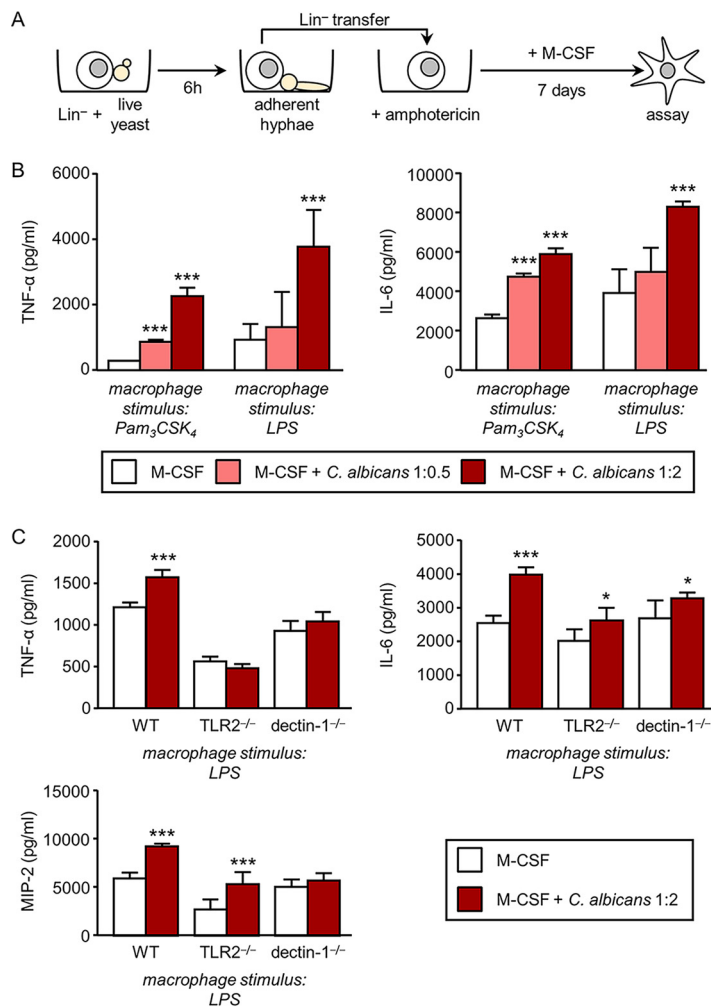 A
Lin⁻ transfer
+ M-CSF
6h
7 days
Lin⁻ + live yeast
adherent hyphae
+ amphotericin
assay
B
TNF-α (pg/ml)
6000
4000
2000
0
***
***
***
macrophage stimulus: Pam₃CSK₄
macrophage stimulus: LPS
IL-6 (pg/ml)
10000
8000
6000
4000
2000
0
***
***
***
macrophage stimulus: Pam₃CSK₄
macrophage stimulus: LPS
M-CSF
M-CSF + C. albicans 1:0.5
M-CSF + C. albicans 1:2
C
TNF-α (pg/ml)
2000
1500
1000
500
0
***
WT
TLR2⁻/⁻
dectin-1⁻/⁻
macrophage stimulus:
LPS
IL-6 (pg/ml)
5000
4000
3000
2000
1000
0
***
*
*
WT
TLR2⁻/⁻
dectin-1⁻/⁻
macrophage stimulus:
LPS
MIP-2 (pg/ml)
15000
10000
5000
0
***
***
WT
TLR2⁻/⁻
dectin-1⁻/⁻
macrophage stimulus:
LPS
M-CSF
M-CSF + C. albicans 1:2